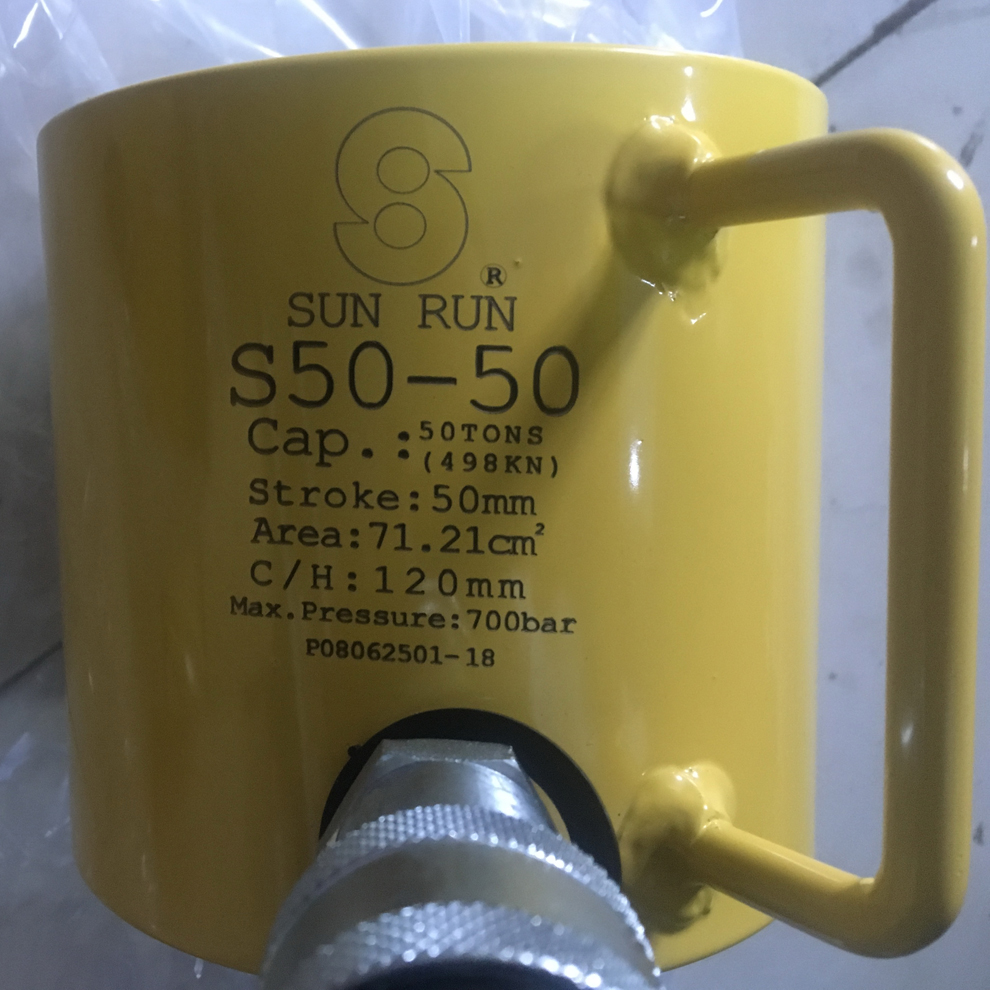 ®
SUN RUN
S50-50
Cap.:50TONS
(498KN)
Stroke:50mm
Area:71.21cm²
C/H:120mm
Max.Pressure:700bar
P08062501-18